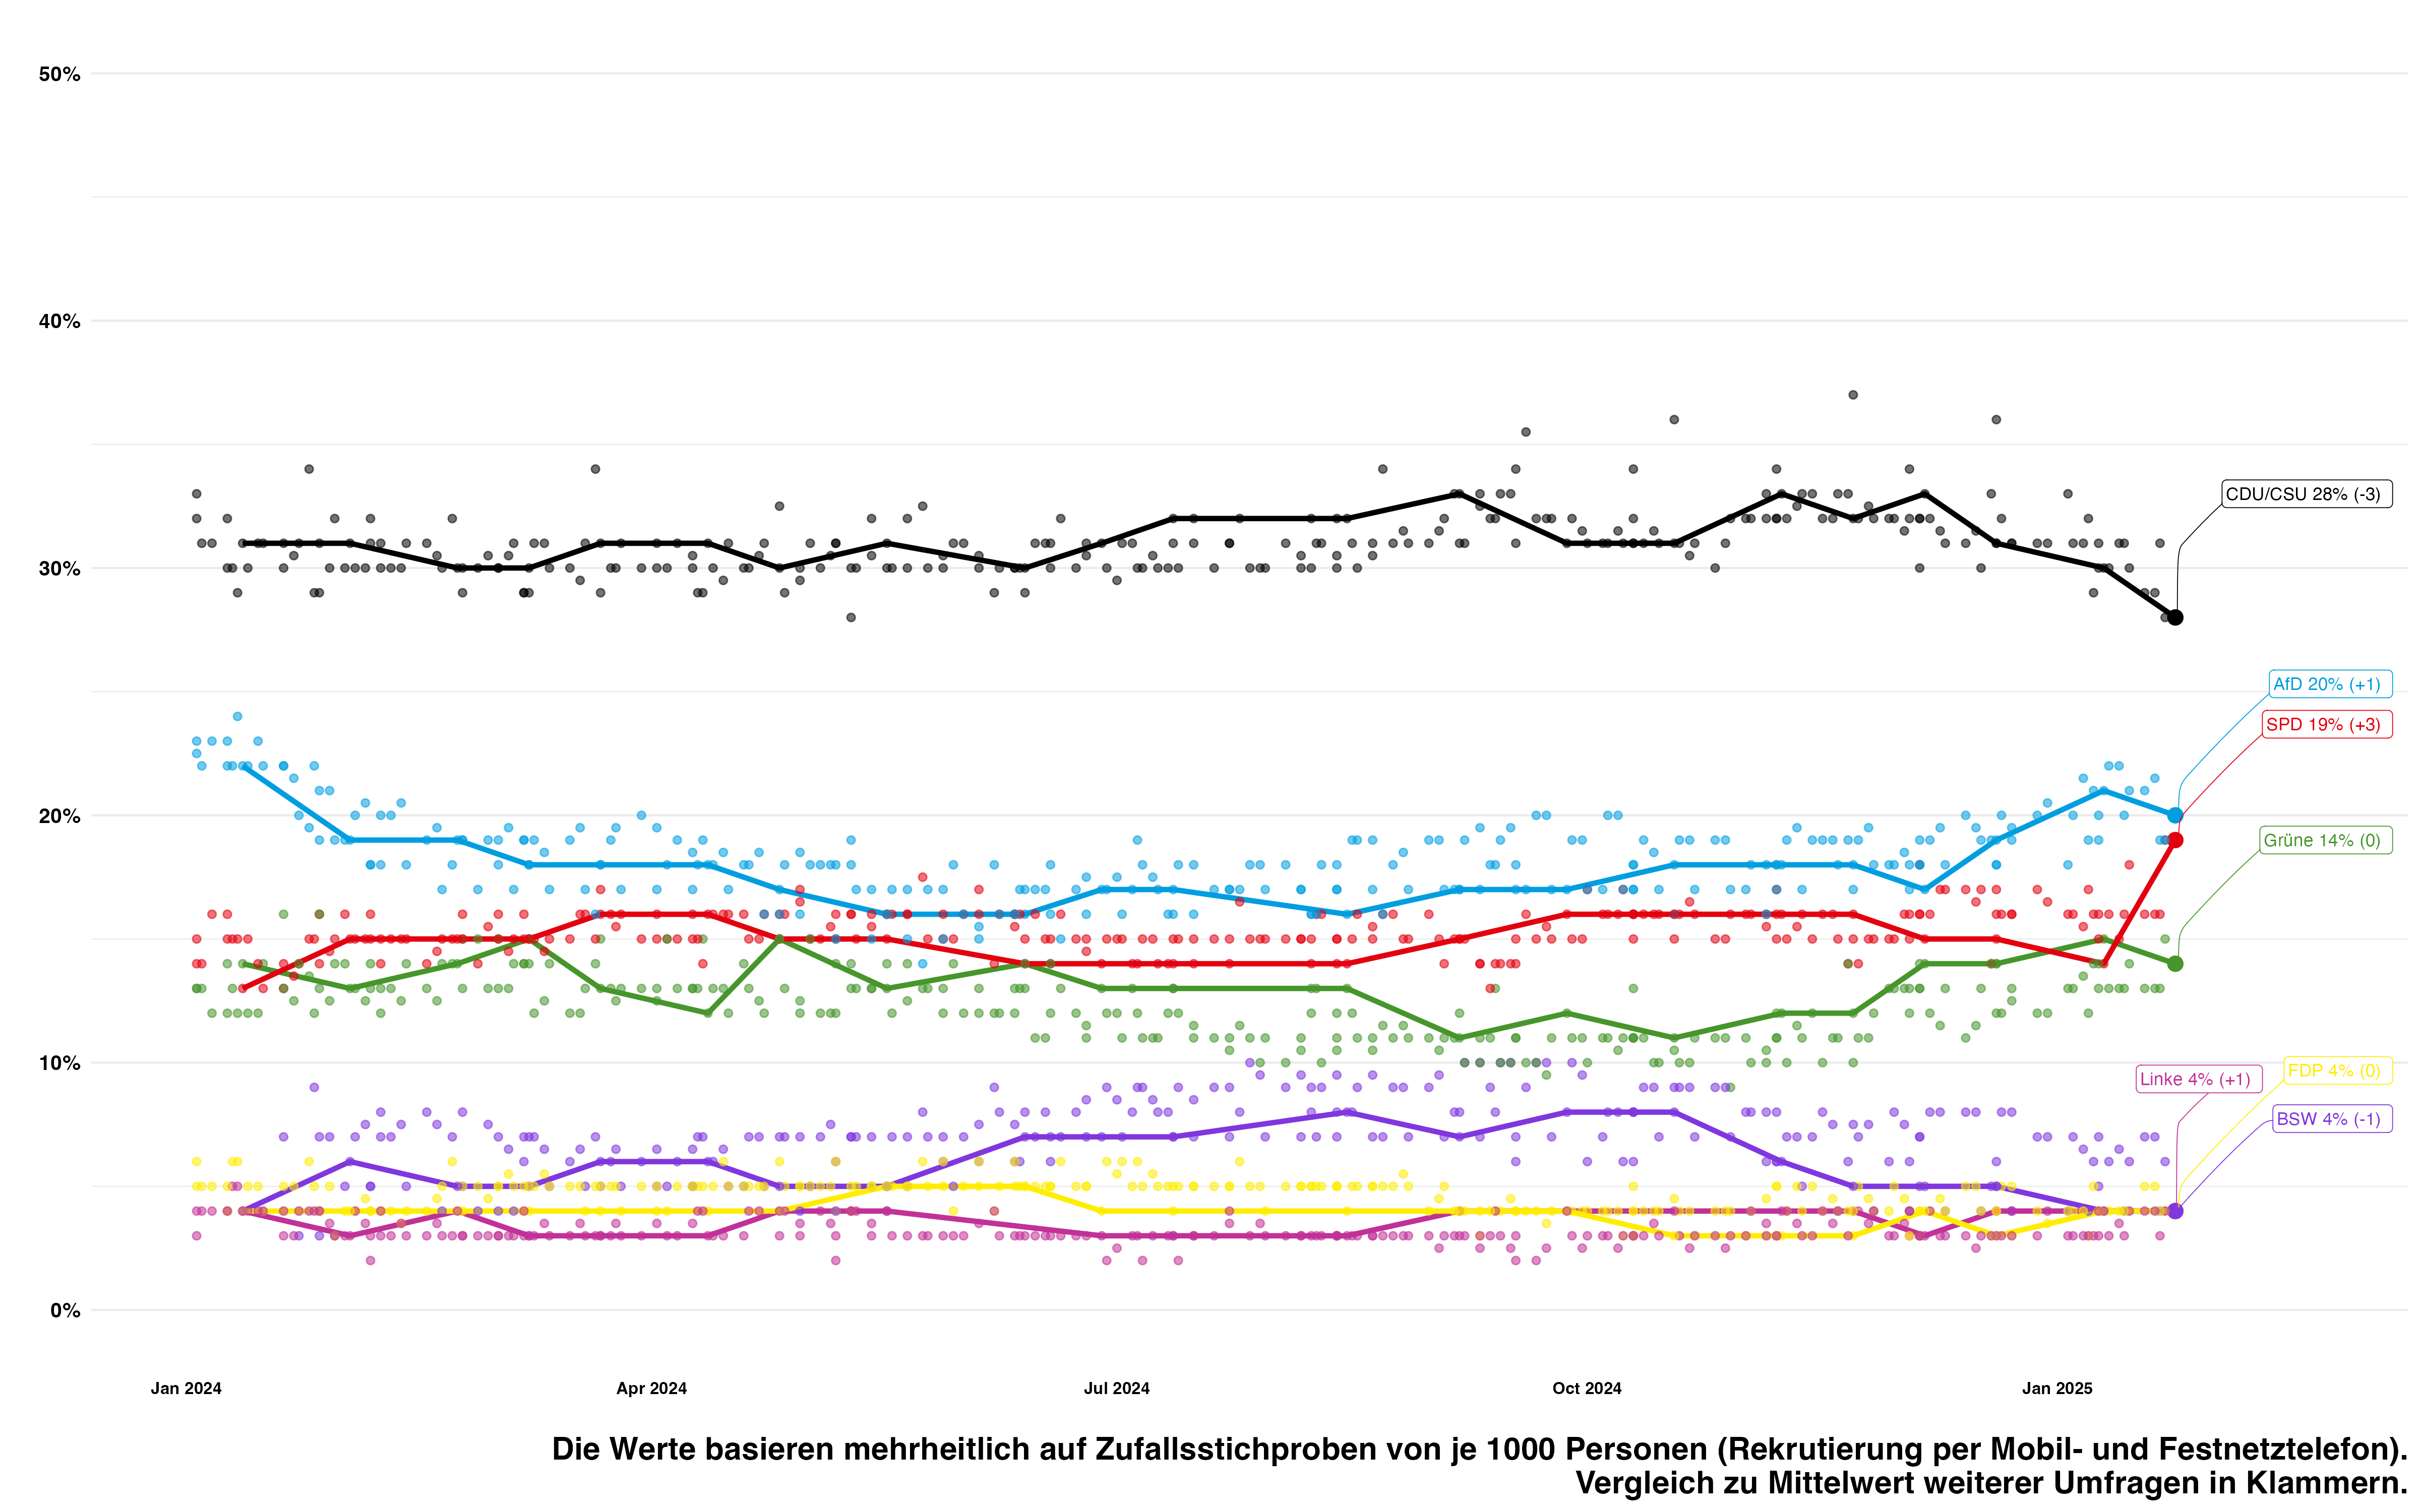 50%
40%
30%
20%
10%
0%
CDU/CSU 28% (-3)
AfD 20% (+1)
SPD 19% (+3)
Grüne 14% (0)
FDP 4% (0)
Linke 4% (+1)
BSW 4% (-1)
Jan 2024
Apr 2024
Jul 2024
Oct 2024
Jan 2025
Die Werte basieren mehrheitlich auf Zufallsstichproben von je 1000 Personen (Rekrutierung per Mobil- und Festnetztelefon).
Vergleich zu Mittelwert weiterer Umfragen in Klammern.